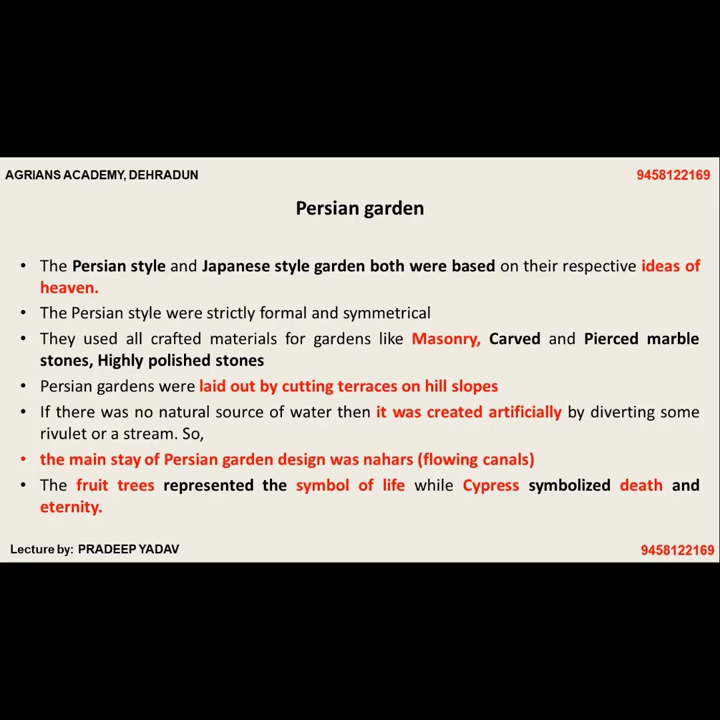 AGRIANS ACADEMY, DEHRADUN 9458122169
Persian garden
• The Persian style and Japanese style garden both were based on their respective ideas of
heaven.
• The Persian style were strictly formal and symmetrical
• They used all crafted materials for gardens like Masonry, Carved and Pierced marble
stones, Highly polished stones
• Persian gardens were laid out by cutting terraces on hill slopes
• If there was no natural source of water then it was created artificially by diverting some
rivulet or a stream. So,
• the main stay of Persian garden design was nahars (flowing canals)
• The fruit trees represented the symbol of life while Cypress symbolized death and
eternity.
Lecture by: PRADEEP YADAV 9458122169